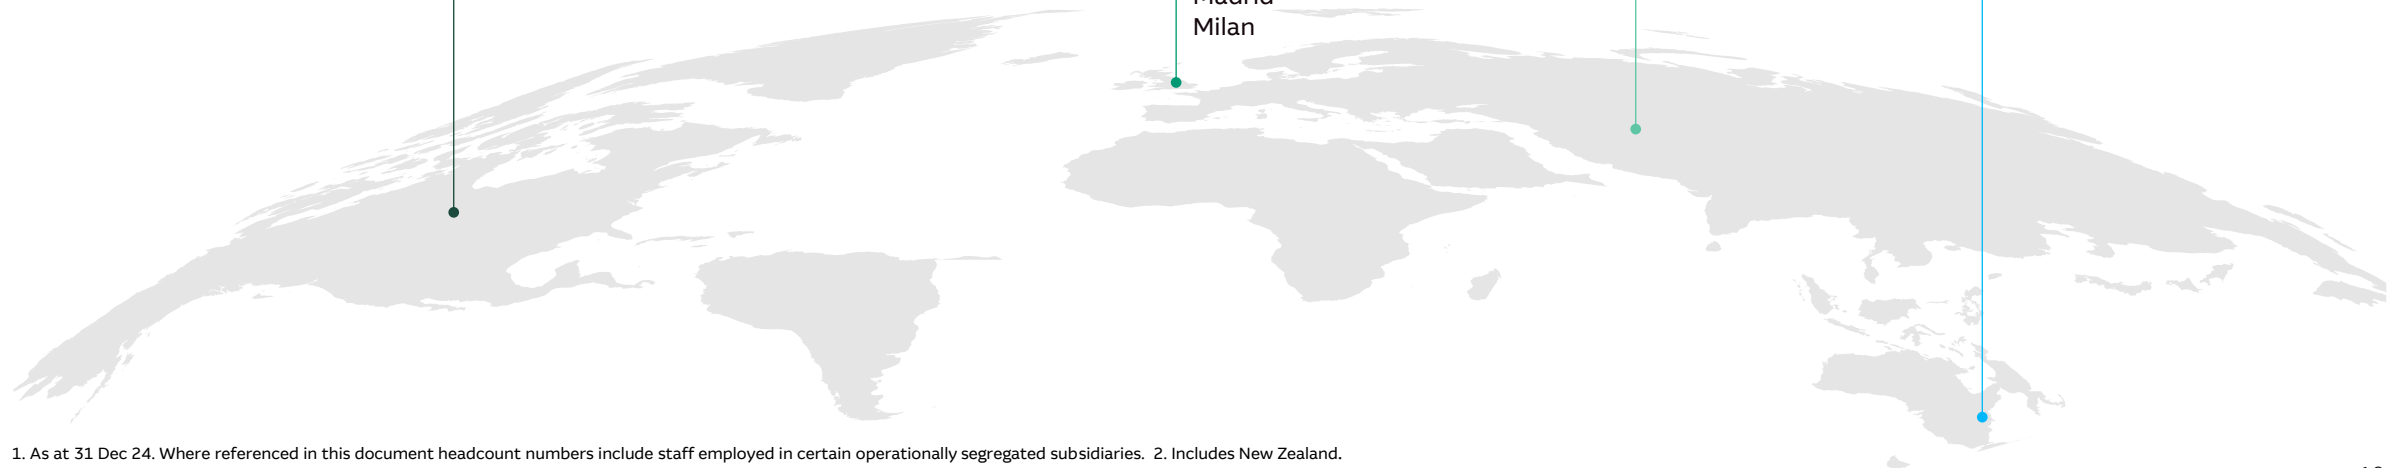 Madrid
Milan
1. As at 31 Dec 24. Where referenced in this document headcount numbers include staff employed in certain operationally segregated subsidiaries. 2. Includes New Zealand.